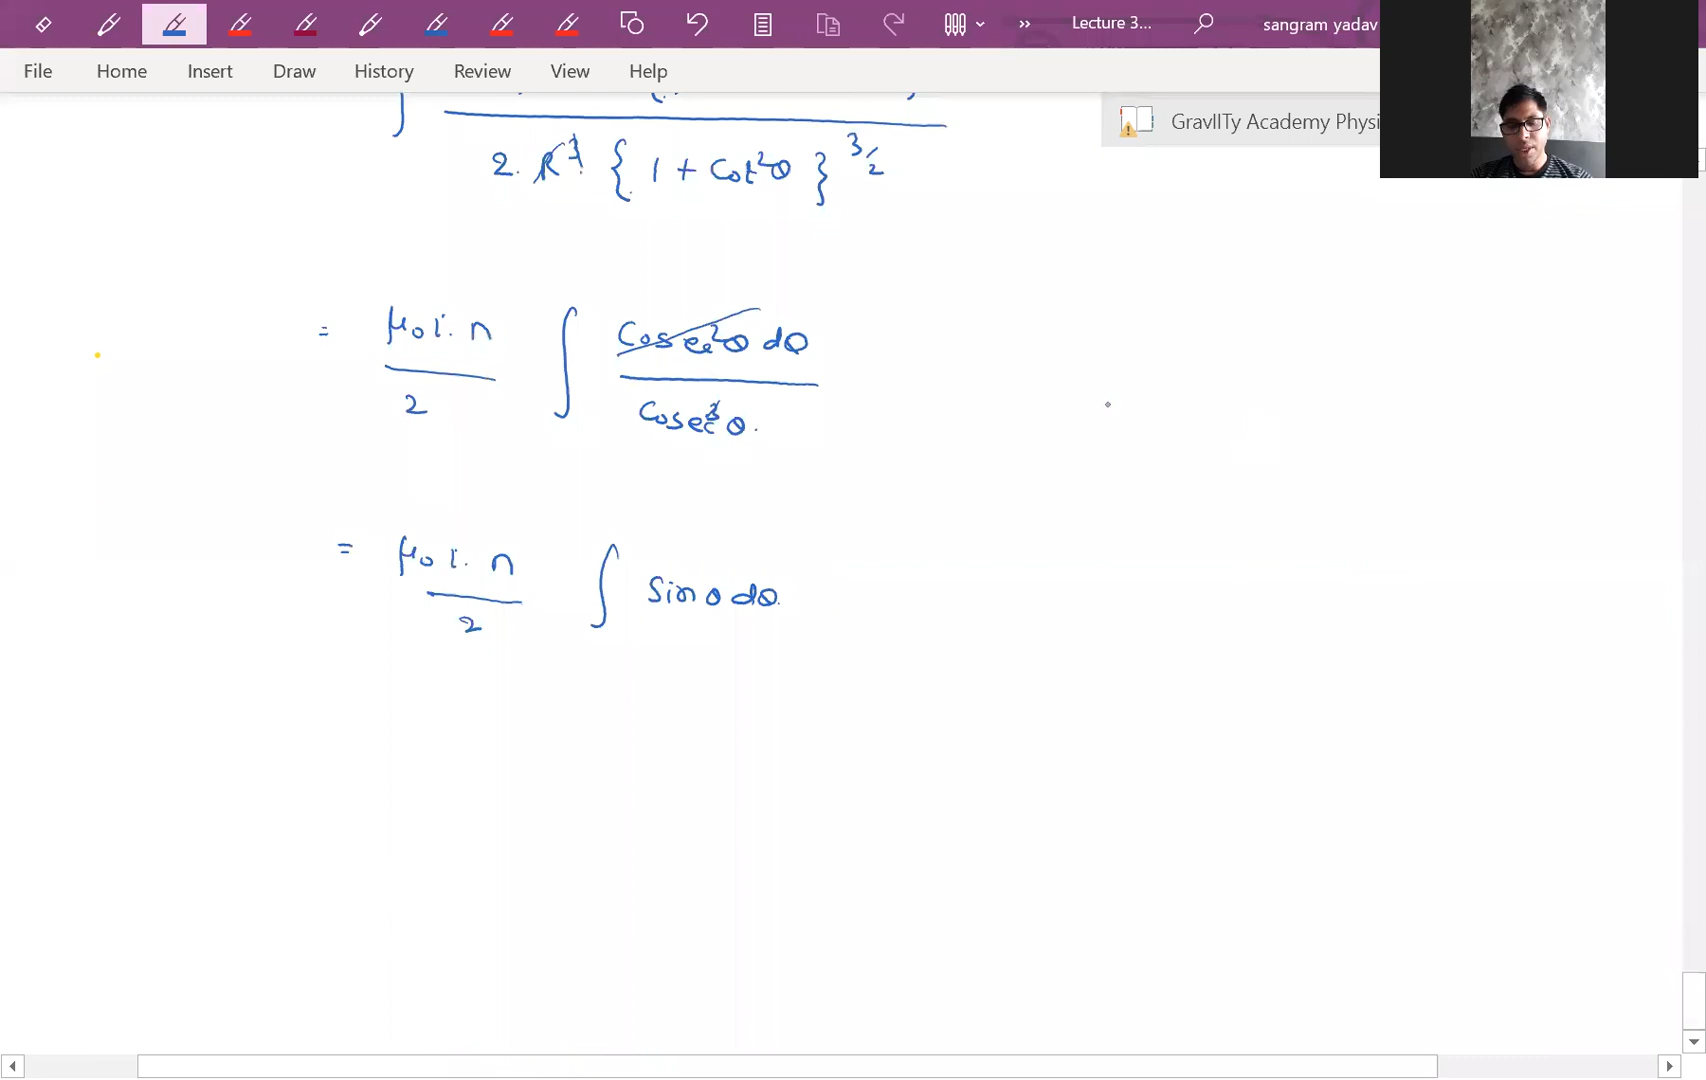 Lecture 3...
sangram yadav
File Home Insert Draw History Review View Help
GravIITy Academy Physi
∫
2. R³ { 1 + Cot²θ }^3/2
= μ₀ i. n / 2 ∫ Cosec²θ dθ / Cosec³θ.
= μ₀ i. n / 2 ∫ Sin θ dθ.